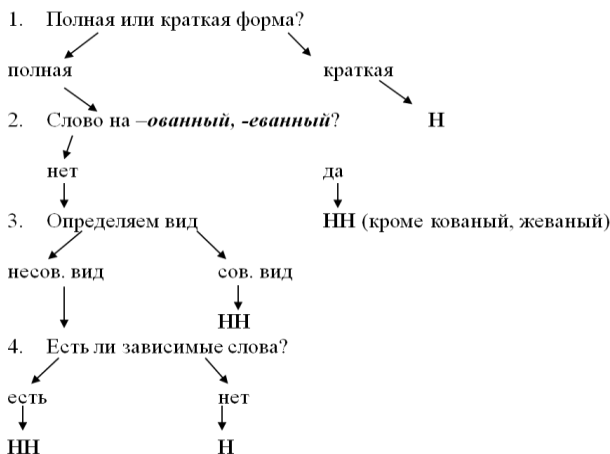 1. Полная или краткая форма?
полная краткая
2. Слово на –ованный, -еванный? Н
нет да
3. Определяем вид НН (кроме кованый, жеваный)
несов. вид сов. вид
НН
4. Есть ли зависимые слова?
есть нет
НН Н